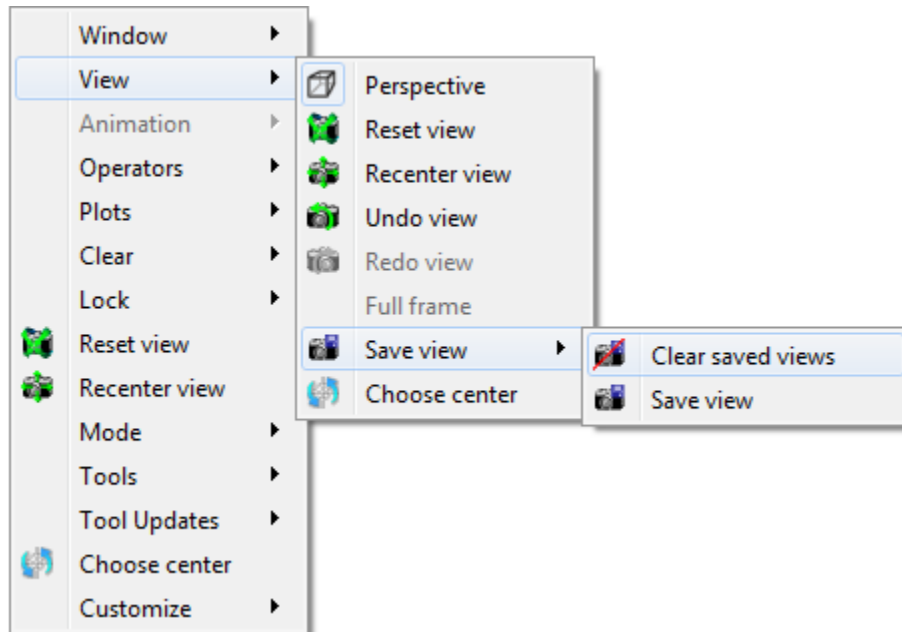 Window
View
Animation
Operators
Plots
Clear
Lock
Reset view
Recenter view
Mode
Tools
Tool Updates
Choose center
Customize
Perspective
Reset view
Recenter view
Undo view
Redo view
Full frame
Save view
Choose center
Clear saved views
Save view